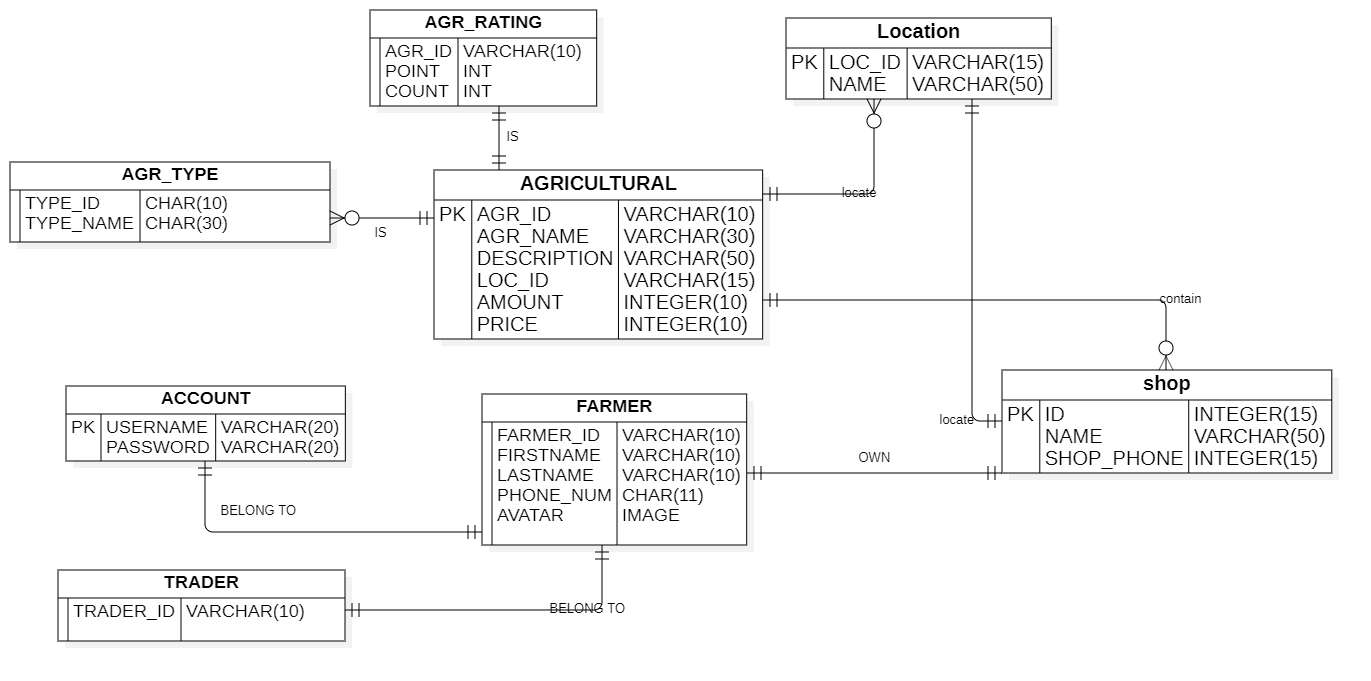 AGR_RATING
AGR_ID VARCHAR(10)
POINT INT
COUNT INT
Location
PK LOC_ID VARCHAR(15)
NAME VARCHAR(50)
IS
AGR_TYPE
TYPE_ID CHAR(10)
TYPE_NAME CHAR(30)
IS
AGRICULTURAL
PK AGR_ID VARCHAR(10)
AGR_NAME VARCHAR(30)
DESCRIPTION VARCHAR(50)
LOC_ID VARCHAR(15)
AMOUNT INTEGER(10)
PRICE INTEGER(10)
locate
contain
ACCOUNT
PK USERNAME VARCHAR(20)
PASSWORD VARCHAR(20)
FARMER
FARMER_ID VARCHAR(10)
FIRSTNAME VARCHAR(10)
LASTNAME VARCHAR(10)
PHONE_NUM CHAR(11)
AVATAR IMAGE
shop
PK ID INTEGER(15)
NAME VARCHAR(50)
SHOP_PHONE INTEGER(15)
locate
OWN
BELONG TO
TRADER
TRADER_ID VARCHAR(10)
BELONG TO